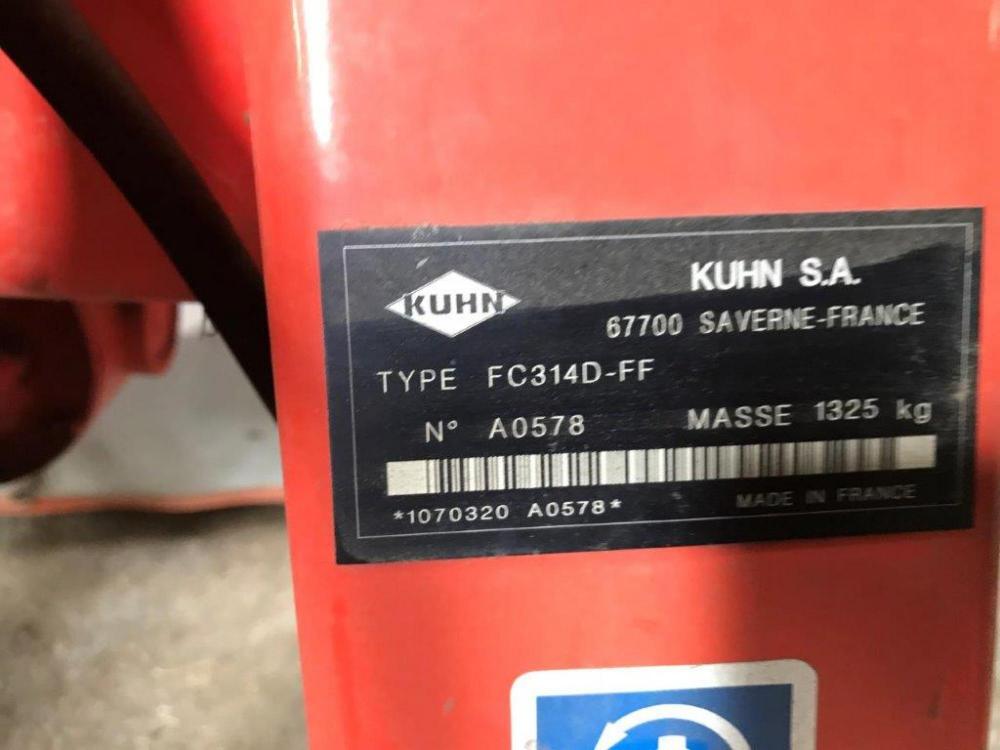 KUHN
KUHN S.A.
67700 SAVERNE-FRANCE
TYPE FC314D-FF
N° A0578 MASSE 1325 kg
*1070320 A0578*
MADE IN FRANCE